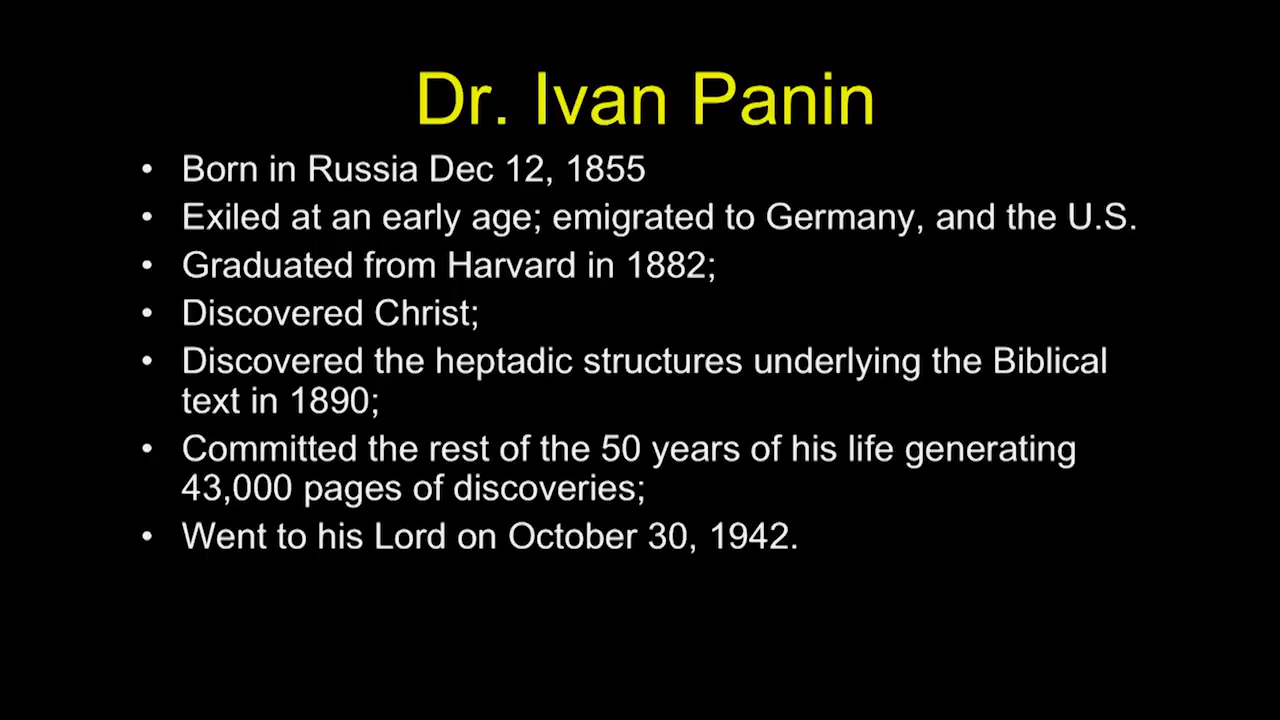 Dr. Ivan Panin
• Born in Russia Dec 12, 1855
• Exiled at an early age; emigrated to Germany, and the U.S.
• Graduated from Harvard in 1882;
• Discovered Christ;
• Discovered the heptadic structures underlying the Biblical
text in 1890;
• Committed the rest of the 50 years of his life generating
43,000 pages of discoveries;
• Went to his Lord on October 30, 1942.